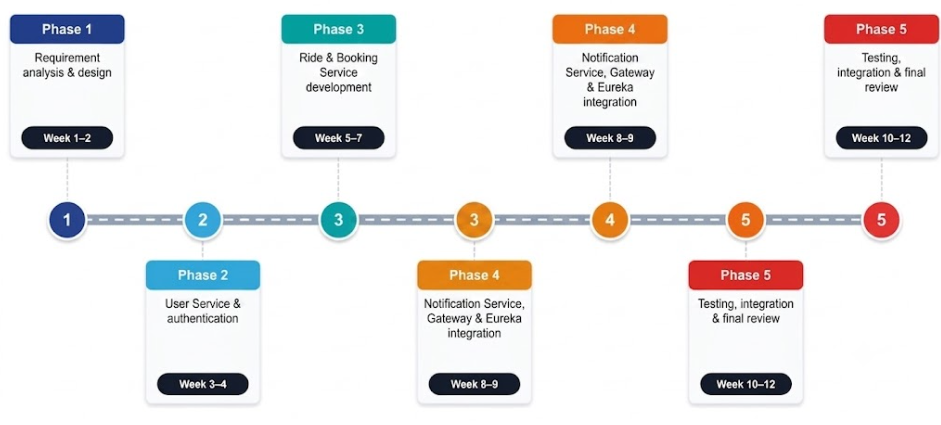 Phase 1
Requirement
analysis & design
Week 1–2
Phase 3
Ride & Booking
Service
development
Week 5–7
Phase 4
Notification
Service, Gateway
& Eureka
integration
Week 8–9
Phase 5
Testing,
integration & final
review
Week 10–12
1
2
3
3
4
5
5
Phase 2
User Service &
authentication
Week 3–4
Phase 4
Notification Service,
Gateway & Eureka
integration
Week 8–9
Phase 5
Testing, integration
& final review
Week 10–12